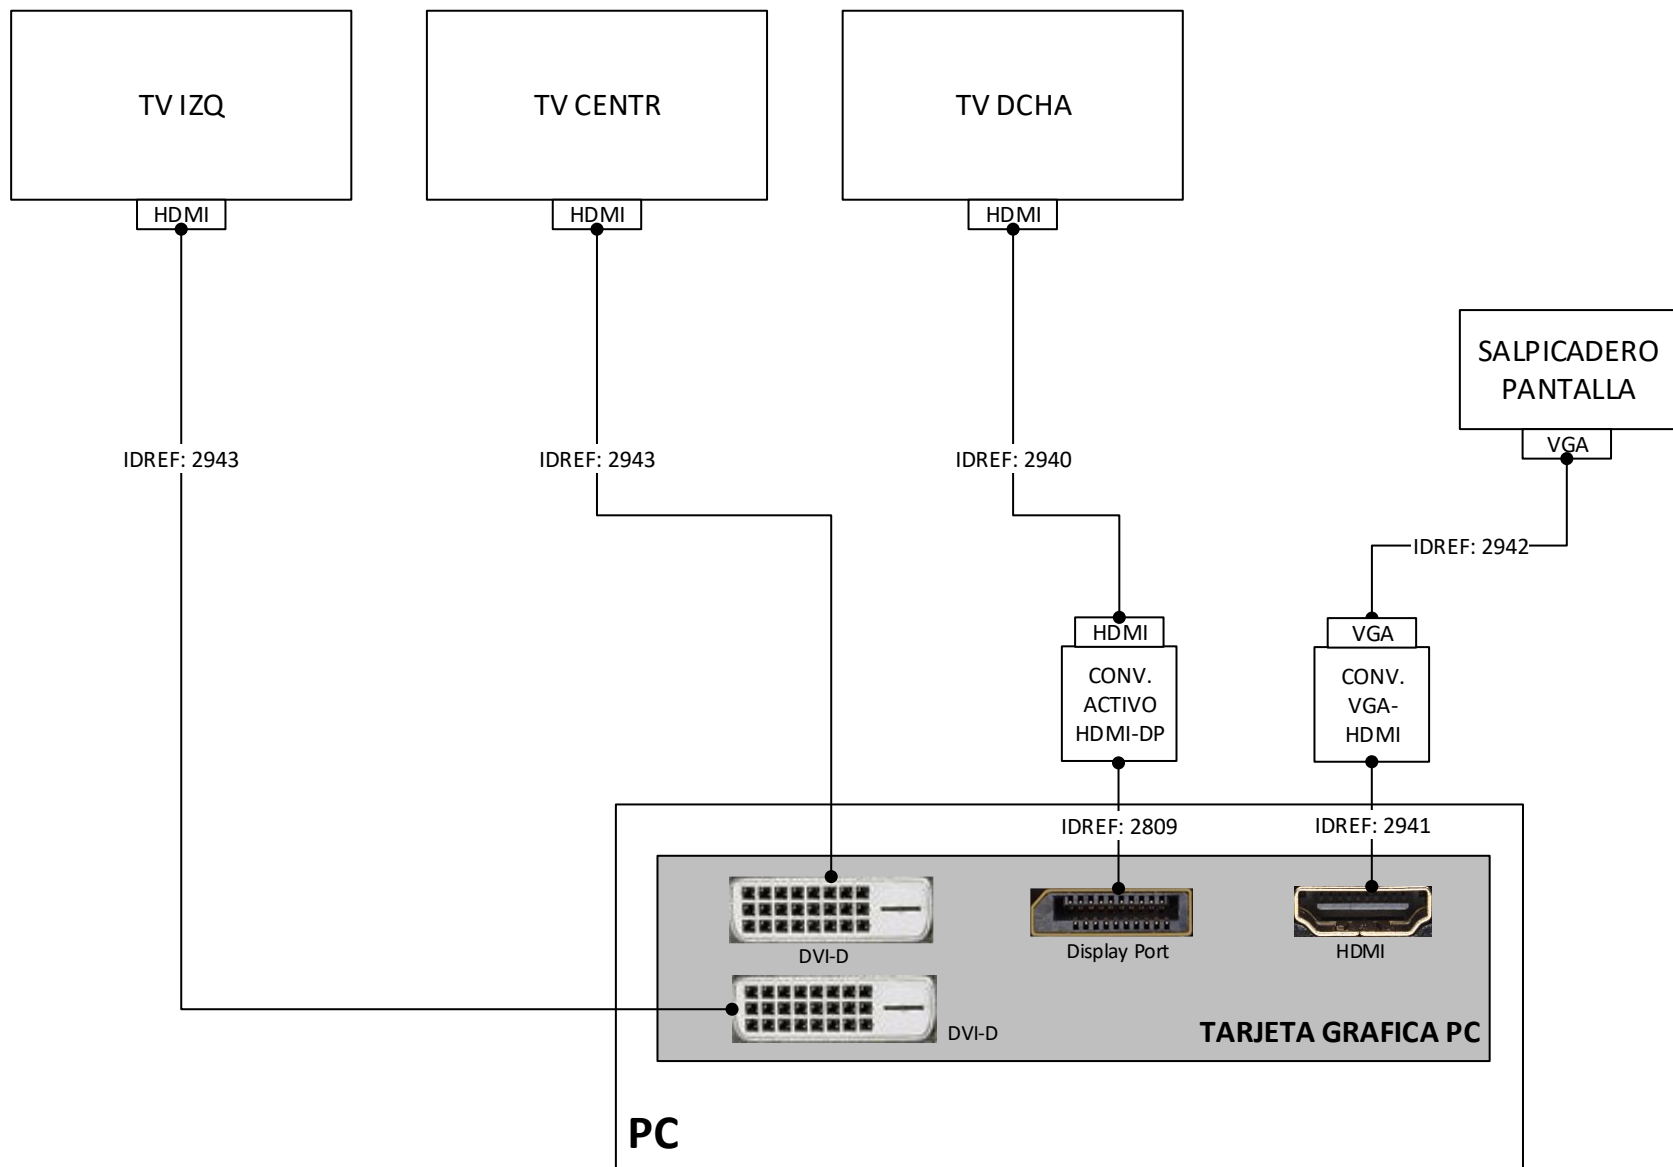 TV IZQ
TV CENTR
TV DCHA
HDMI
HDMI
HDMI
SALPICADERO
PANTALLA
VGA
IDREF: 2943
IDREF: 2943
IDREF: 2940
IDREF: 2942
HDMI
CONV.
ACTIVO
HDMI-DP
VGA
CONV.
VGA-
HDMI
IDREF: 2809
IDREF: 2941
DVI-D
Display Port
HDMI
DVI-D
TARJETA GRAFICA PC
PC